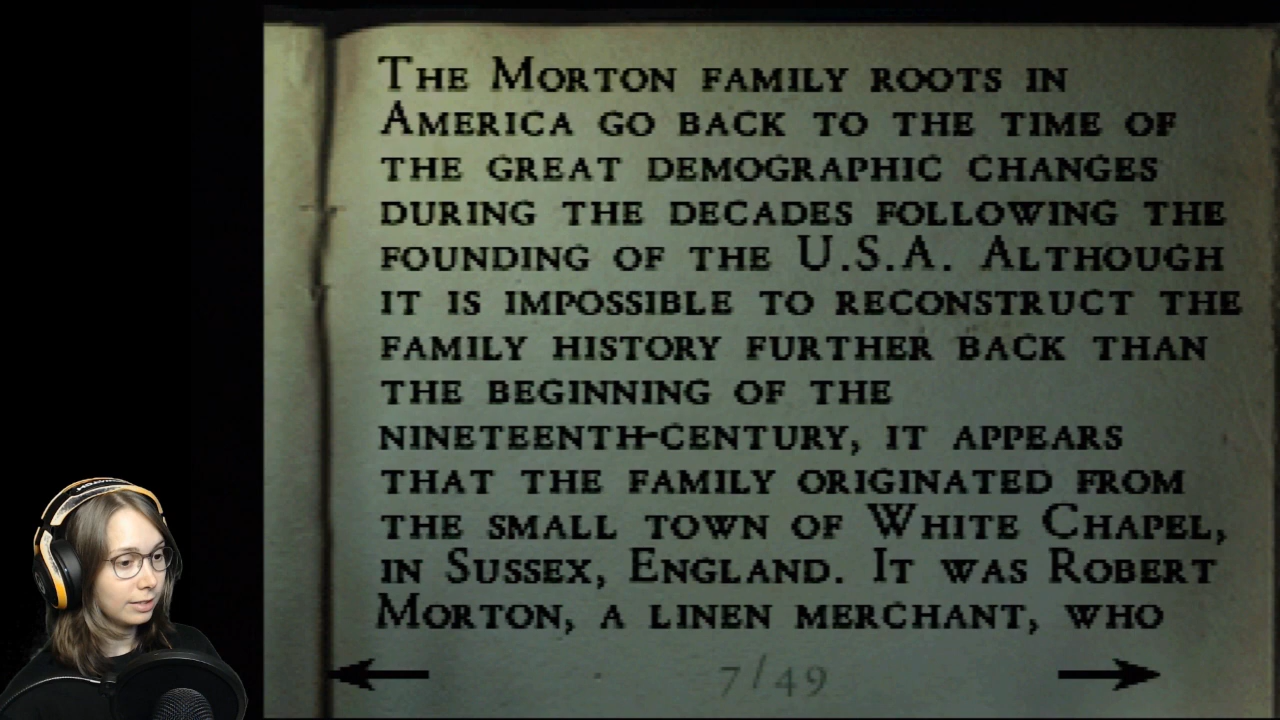 The Morton family roots in
America go back to the time of
the great demographic changes
during the decades following the
founding of the U.S.A. Although
it is impossible to reconstruct the
family history further back than
the beginning of the
nineteenth-century, it appears
that the family originated from
the small town of White Chapel,
in Sussex, England. It was Robert
Morton, a linen merchant, who
7/49